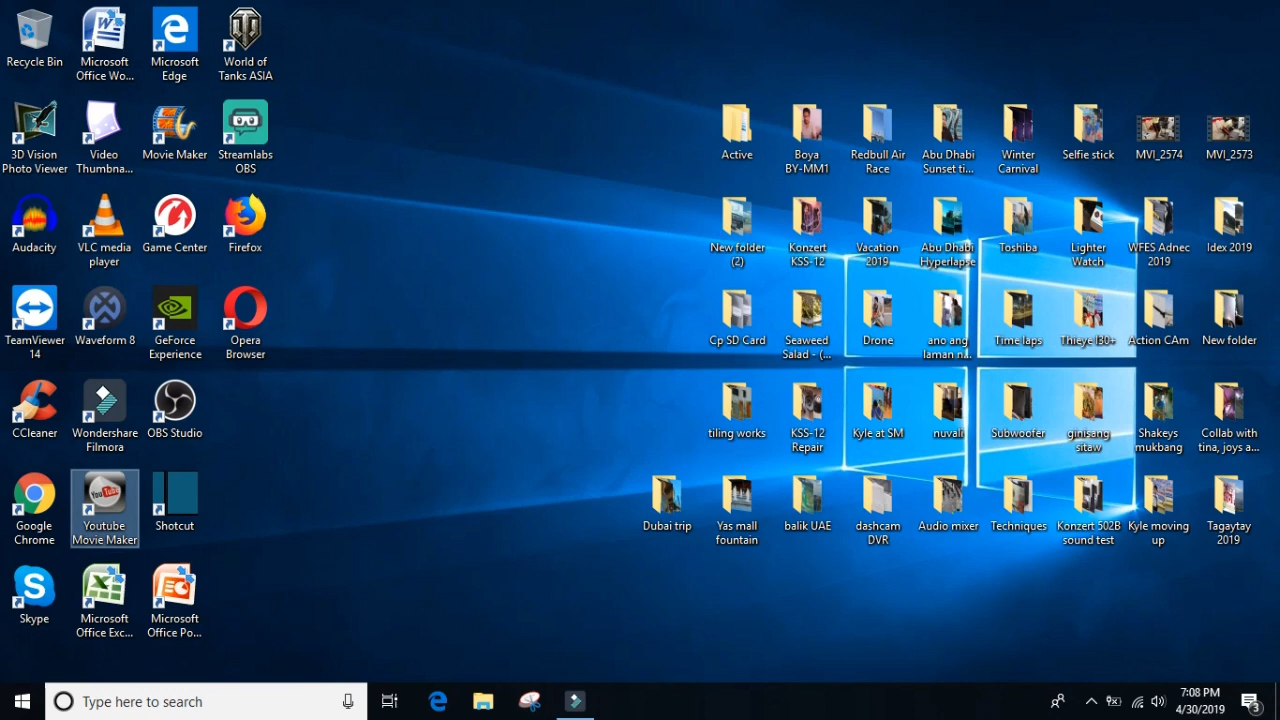 Recycle Bin
Microsoft
Office Wo...
Microsoft
Edge
World of
Tanks ASIA
3D Vision
Photo Viewer
Video
Thumbna...
Movie Maker
Streamlabs
OBS
Audacity
VLC media
player
Game Center
Firefox
TeamViewer
14
Waveform 8
GeForce
Experience
Opera
Browser
CCleaner
Wondershare
Filmora
OBS Studio
Google
Chrome
You Tube
Youtube
Movie Maker
Shotcut
Skype
Microsoft
Office Exc...
Microsoft
Office Po...
Active
Boya
BY-MM1
Redbull Air
Race
Abu Dhabi
Sunset ti...
Winter
Carnival
Selfie stick
MVI_2574
MVI_2573
New folder
(2)
Konzert
KSS-12
Vacation
2019
Abu Dhabi
Hyperlapse
Toshiba
Lighter
Watch
WFES Adnec
2019
Idex 2019
Cp SD Card
Seaweed
Salad - (...
Drone
ano ang
laman n...
Time laps
Thieye I30+
Action CAm
New folder
tiling works
KSS-12
Repair
Kyle at SM
nuvali
Subwoofer
ginisang
sitaw
Shakeys
mukbang
Collab with
tina, joys a...
Dubai trip
Yas mall
fountain
balik UAE
dashcam
DVR
Audio mixer
Techniques
Konzert 502B
sound test
Kyle moving
up
Tagaytay
2019
Type here to search
7:08 PM
4/30/2019
3